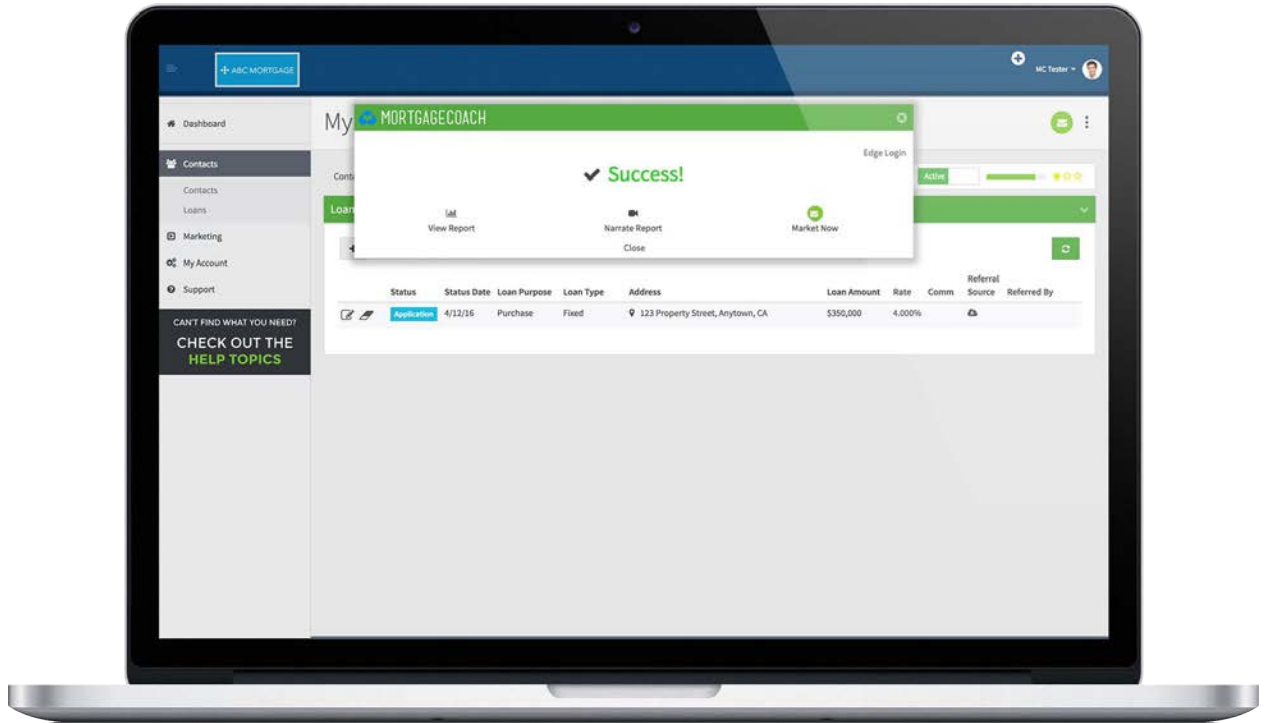 ABC MORTGAGE
MC Tester
Dashboard
Contacts
Contacts
Loans
Marketing
My Account
Support
CAN'T FIND WHAT YOU NEED?
CHECK OUT THE
HELP TOPICS
My
MORTGAGECOACH
Edge Login
Success!
View Report
Narrate Report
Market Now
Close
Conta
Active
Loan
Status Status Date Loan Purpose Loan Type Address Loan Amount Rate Comm Referral Source Referred By
Application 4/12/16 Purchase Fixed 123 Property Street, Anytown, CA $350,000 4.000%